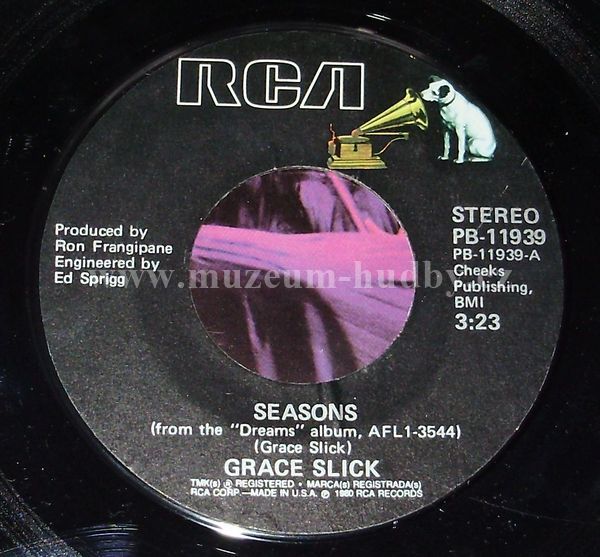 RCA
Produced by
Ron Frangipane
Engineered by
Ed Sprigg
STEREO
PB-11939
PB-11939-A
Cheeks
Publishing,
BMI
3:23
www.muzeum-hudby.cz
SEASONS
(from the "Dreams" album, AFL1-3544)
(Grace Slick)
GRACE SLICK
TMK(s) ® REGISTERED • MARCA(s) REGISTRADA(s)
RCA CORP.—MADE IN U.S.A. ℗ 1980 RCA RECORDS